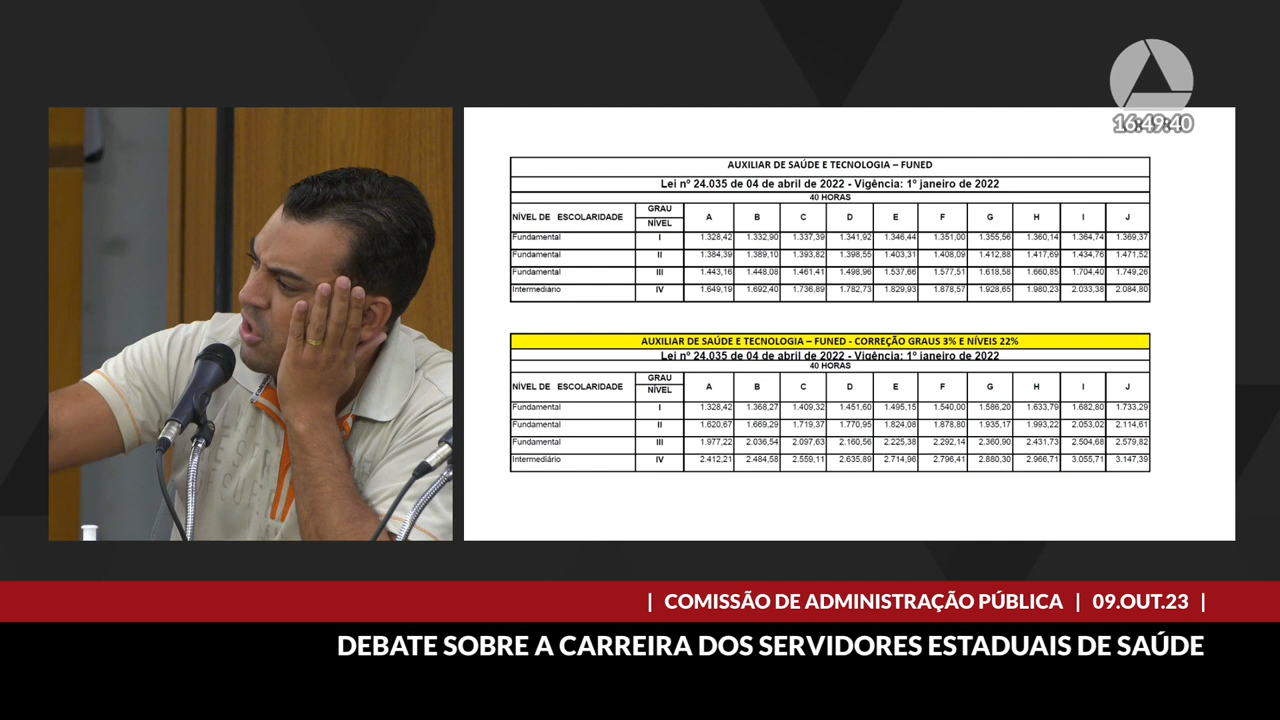 16:49:40
AUXILIAR DE SAÚDE E TECNOLOGIA – FUNED
Lei nº 24.035 de 04 de abril de 2022 - Vigência: 1º janeiro de 2022
40 HORAS
NÍVEL DE ESCOLARIDADE GRAU A B C D E F G H I J
NÍVEL
Fundamental I 1.328,42 1.332,90 1.337,39 1.341,92 1.346,44 1.351,00 1.355,56 1.360,14 1.364,74 1.369,37
Fundamental II 1.384,39 1.389,10 1.393,82 1.398,55 1.403,31 1.408,09 1.412,88 1.417,69 1.434,76 1.471,52
Fundamental III 1.443,16 1.448,08 1.461,41 1.498,96 1.537,66 1.577,51 1.618,58 1.660,85 1.704,40 1.749,26
Intermediário IV 1.649,19 1.692,40 1.736,89 1.782,73 1.829,93 1.878,57 1.928,65 1.980,23 2.033,38 2.084,80
AUXILIAR DE SAÚDE E TECNOLOGIA – FUNED - CORREÇÃO GRAUS 3% E NÍVEIS 22%
Lei nº 24.035 de 04 de abril de 2022 - Vigência: 1º janeiro de 2022
40 HORAS
NÍVEL DE ESCOLARIDADE GRAU A B C D E F G H I J
NÍVEL
Fundamental I 1.328,42 1.368,27 1.409,32 1.451,60 1.495,15 1.540,00 1.586,20 1.633,79 1.682,80 1.733,29
Fundamental II 1.620,67 1.669,29 1.719,37 1.770,95 1.824,08 1.878,80 1.935,17 1.993,22 2.053,02 2.114,61
Fundamental III 1.977,22 2.036,54 2.097,63 2.160,56 2.225,38 2.292,14 2.360,90 2.431,73 2.504,68 2.579,82
Intermediário IV 2.412,21 2.484,58 2.559,11 2.635,89 2.714,96 2.796,41 2.880,30 2.966,71 3.055,71 3.147,39
| COMISSÃO DE ADMINISTRAÇÃO PÚBLICA | 09.OUT.23 |
DEBATE SOBRE A CARREIRA DOS SERVIDORES ESTADUAIS DE SAÚDE